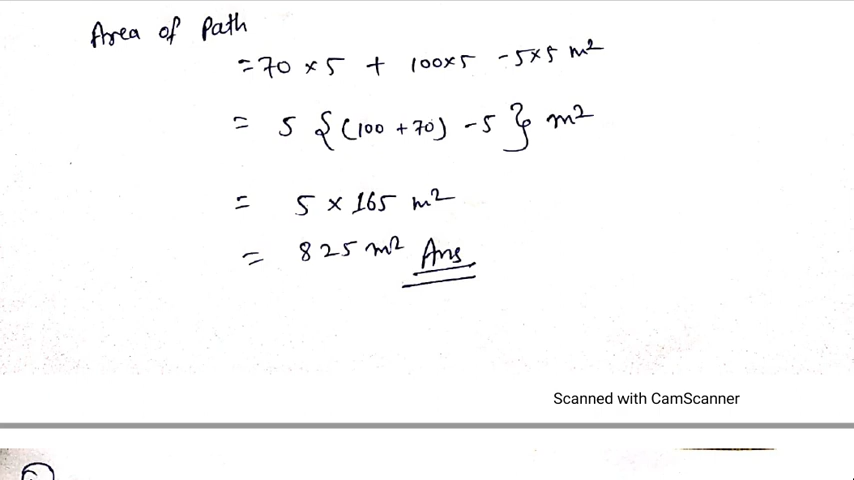 Area of Path
= 70 × 5 + 100×5 - 5×5 m²
= 5 {(100 + 70) - 5} m²
= 5 × 165 m²
= 825 m² Ans
Scanned with CamScanner